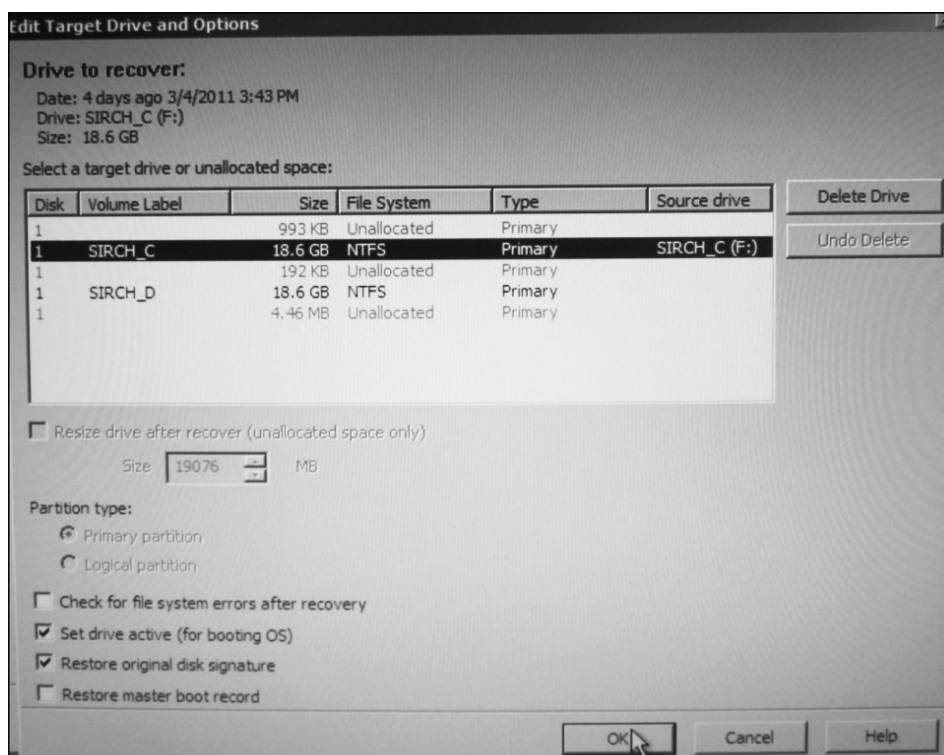 Edit Target Drive and Options
Drive to recover:
Date: 4 days ago 3/4/2011 3:43 PM
Drive: SIRCH_C (F:)
Size: 18.6 GB
Select a target drive or unallocated space:
Disk Volume Label Size File System Type Source drive
1 993 KB Unallocated Primary
1 SIRCH_C 18.6 GB NTFS Primary SIRCH_C (F:)
1 192 KB Unallocated Primary
1 SIRCH_D 18.6 GB NTFS Primary
1 4.46 MB Unallocated Primary
Delete Drive
Undo Delete
Resize drive after recover (unallocated space only)
Size 19076 MB
Partition type:
Primary partition
Logical partition
Check for file system errors after recovery
Set drive active (for booting OS)
Restore original disk signature
Restore master boot record
OK Cancel Help